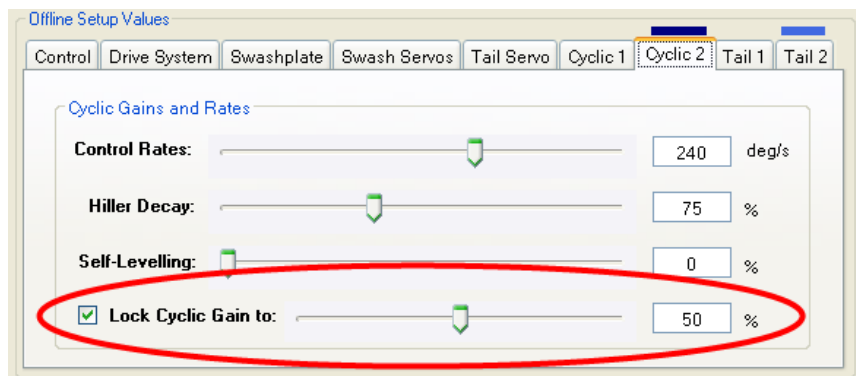 Offline Setup Values
Control Drive System Swashplate Swash Servos Tail Servo Cyclic 1 Cyclic 2 Tail 1 Tail 2
Cyclic Gains and Rates
Control Rates: 240 deg/s
Hiller Decay: 75 %
Self-Levelling: 0 %
Lock Cyclic Gain to: 50 %